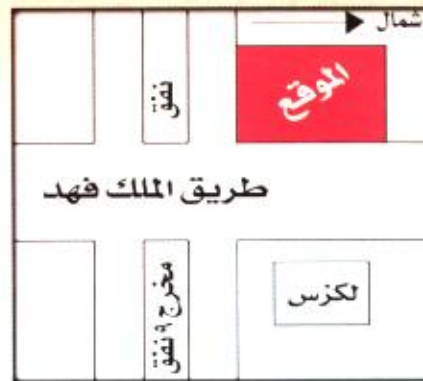 شمال
الموقع
نفق
طريق الملك فهد
مخرج ٩ نفق
لكزس